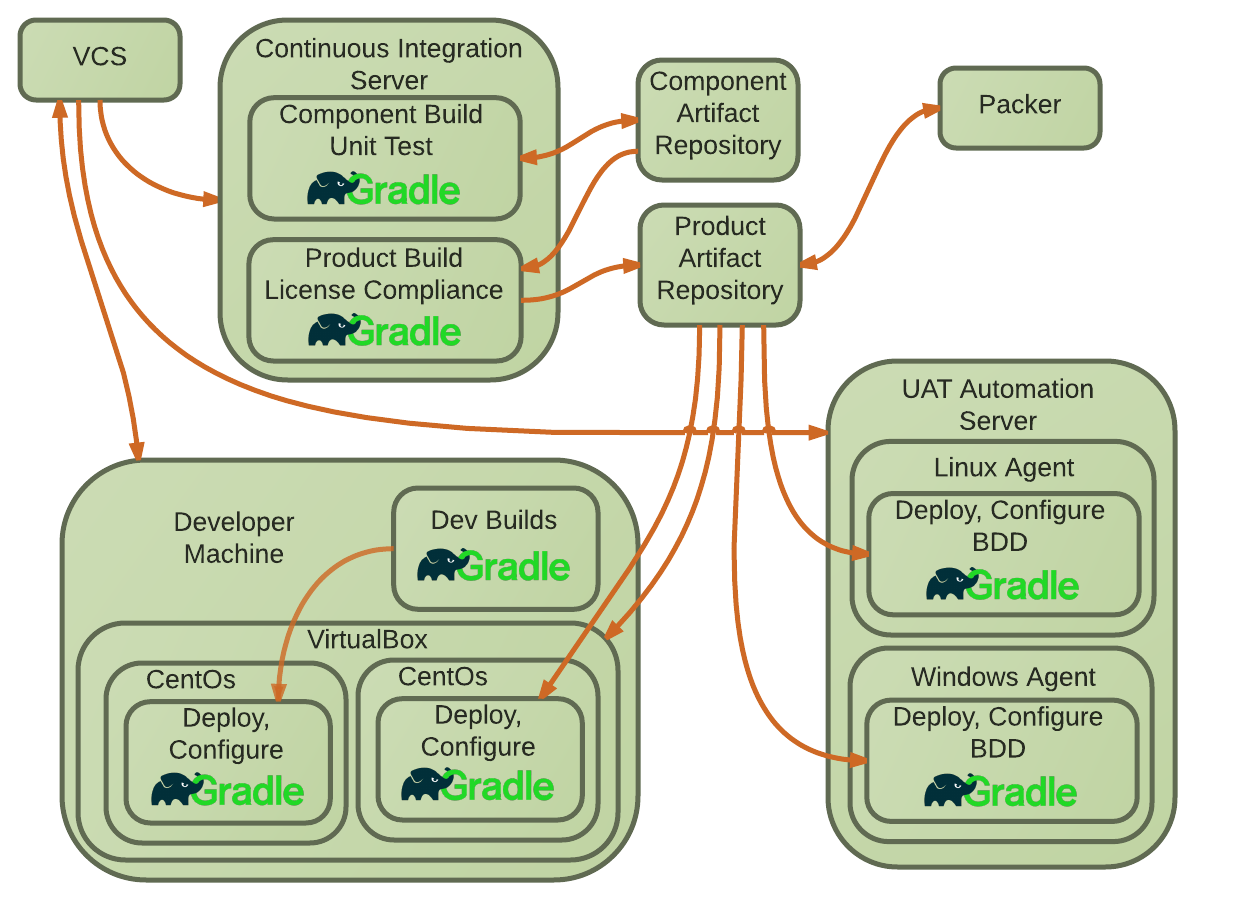 VCS
Continuous Integration
Server
Component Build
Unit Test
Gradle
Product Build
License Compliance
Gradle
Component
Artifact
Repository
Product
Artifact
Repository
Packer
UAT Automation
Server
Linux Agent
Deploy, Configure
BDD
Gradle
Windows Agent
Deploy, Configure
BDD
Gradle
Developer
Machine
Dev Builds
Gradle
VirtualBox
CentOs
Deploy,
Configure
Gradle
CentOs
Deploy,
Configure
Gradle